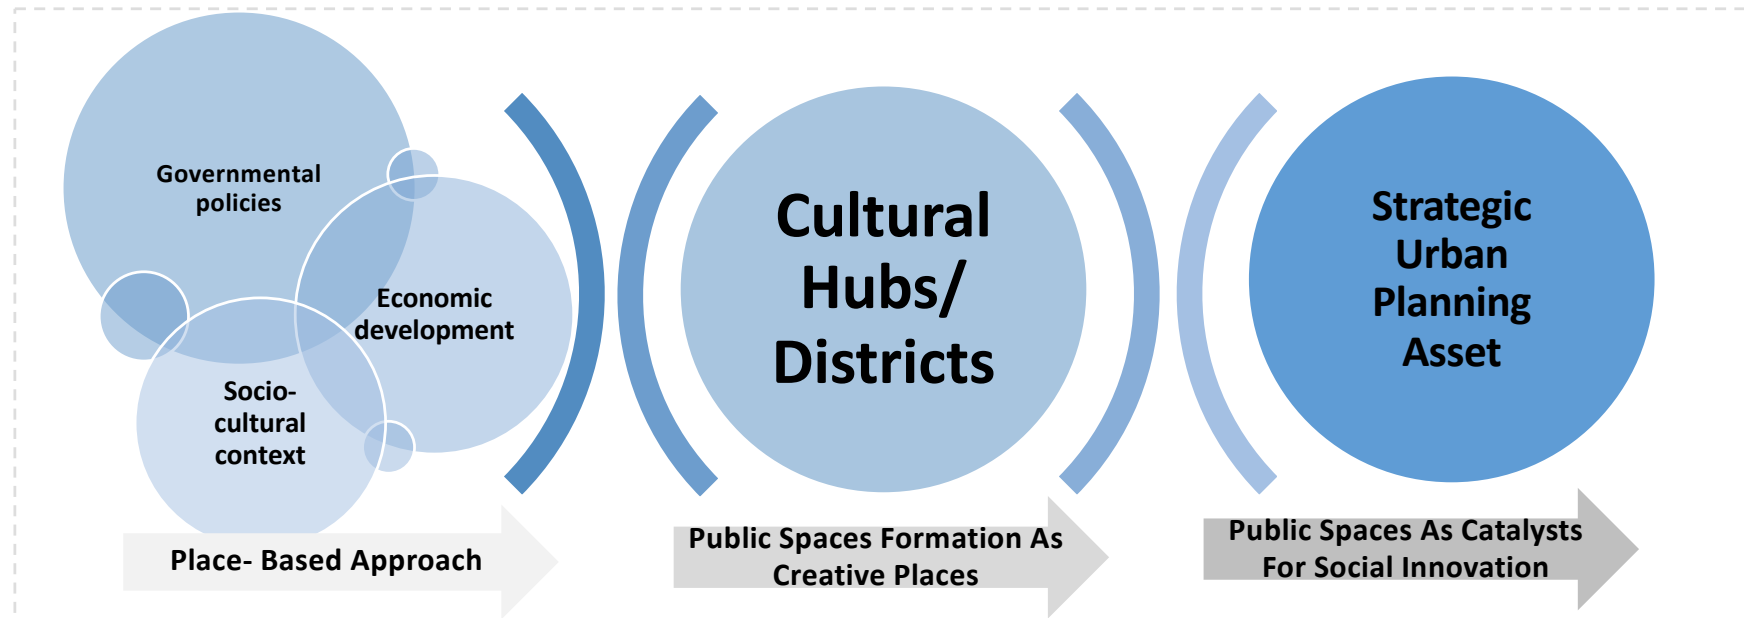 Governmental
policies
Economic
development
Socio-
cultural
context
Cultural
Hubs/
Districts
Strategic
Urban
Planning
Asset
Place- Based Approach
Public Spaces Formation As
Creative Places
Public Spaces As Catalysts
For Social Innovation